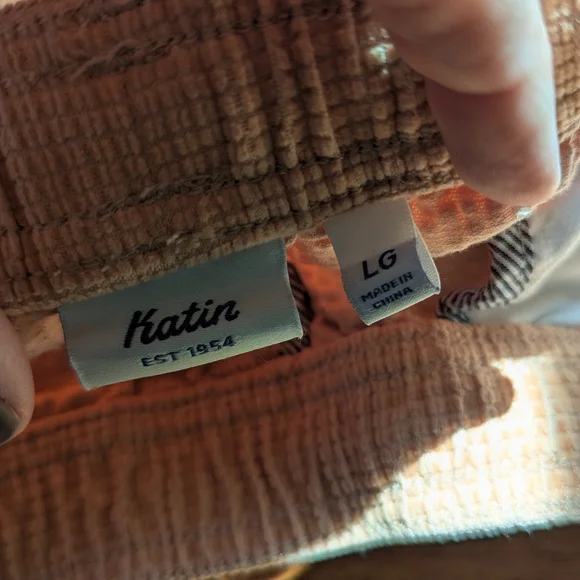 Katin
EST 1954
LG
MADE IN
CHINA